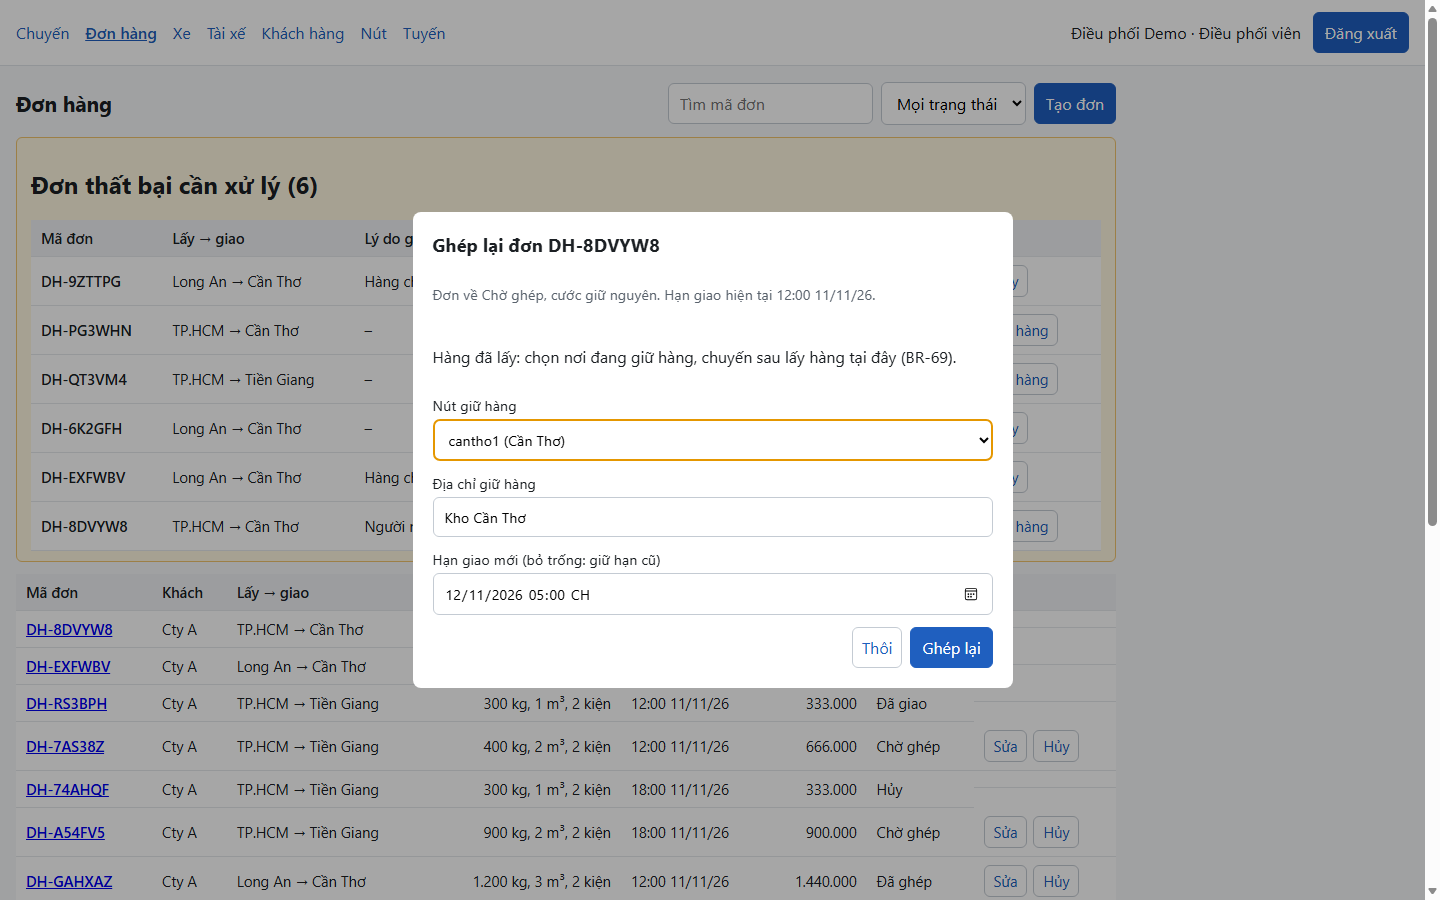 Chuyến Đơn hàng Xe Tài xế Khách hàng Nút Tuyến Điều phối Demo · Điều phối viên Đăng xuất
Đơn hàng Tìm mã đơn Mọi trạng thái Tạo đơn
Đơn thất bại cần xử lý (6)
Mã đơn Lấy → giao Lý do g
DH-9ZTTPG Long An → Cần Thơ Hàng ch y
DH-PG3WHN TP.HCM → Cần Thơ – hàng
DH-QT3VM4 TP.HCM → Tiền Giang – hàng
DH-6K2GFH Long An → Cần Thơ – y
DH-EXFWBV Long An → Cần Thơ Hàng ch y
DH-8DVYW8 TP.HCM → Cần Thơ Người hàng
Ghép lại đơn DH-8DVYW8
Đơn về Chờ ghép, cước giữ nguyên. Hạn giao hiện tại 12:00 11/11/26.
Hàng đã lấy: chọn nơi đang giữ hàng, chuyến sau lấy hàng tại đây (BR-69).
Nút giữ hàng
cantho1 (Cần Thơ)
Địa chỉ giữ hàng
Kho Cần Thơ
Hạn giao mới (bỏ trống: giữ hạn cũ)
12/11/2026 05:00 CH
Thôi Ghép lại
Mã đơn Khách Lấy → giao
DH-8DVYW8 Cty A TP.HCM → Cần Thơ
DH-EXFWBV Cty A Long An → Cần Thơ
DH-RS3BPH Cty A TP.HCM → Tiền Giang 300 kg, 1 m³, 2 kiện 12:00 11/11/26 333.000 Đã giao
DH-7AS38Z Cty A TP.HCM → Tiền Giang 400 kg, 2 m³, 2 kiện 12:00 11/11/26 666.000 Chờ ghép Sửa Hủy
DH-74AHQF Cty A TP.HCM → Tiền Giang 300 kg, 1 m³, 2 kiện 18:00 11/11/26 333.000 Hủy
DH-A54FV5 Cty A TP.HCM → Tiền Giang 900 kg, 2 m³, 2 kiện 18:00 11/11/26 900.000 Chờ ghép Sửa Hủy
DH-GAHXAZ Cty A Long An → Cần Thơ 1.200 kg, 3 m³, 2 kiện 12:00 11/11/26 1.440.000 Đã ghép Sửa Hủy